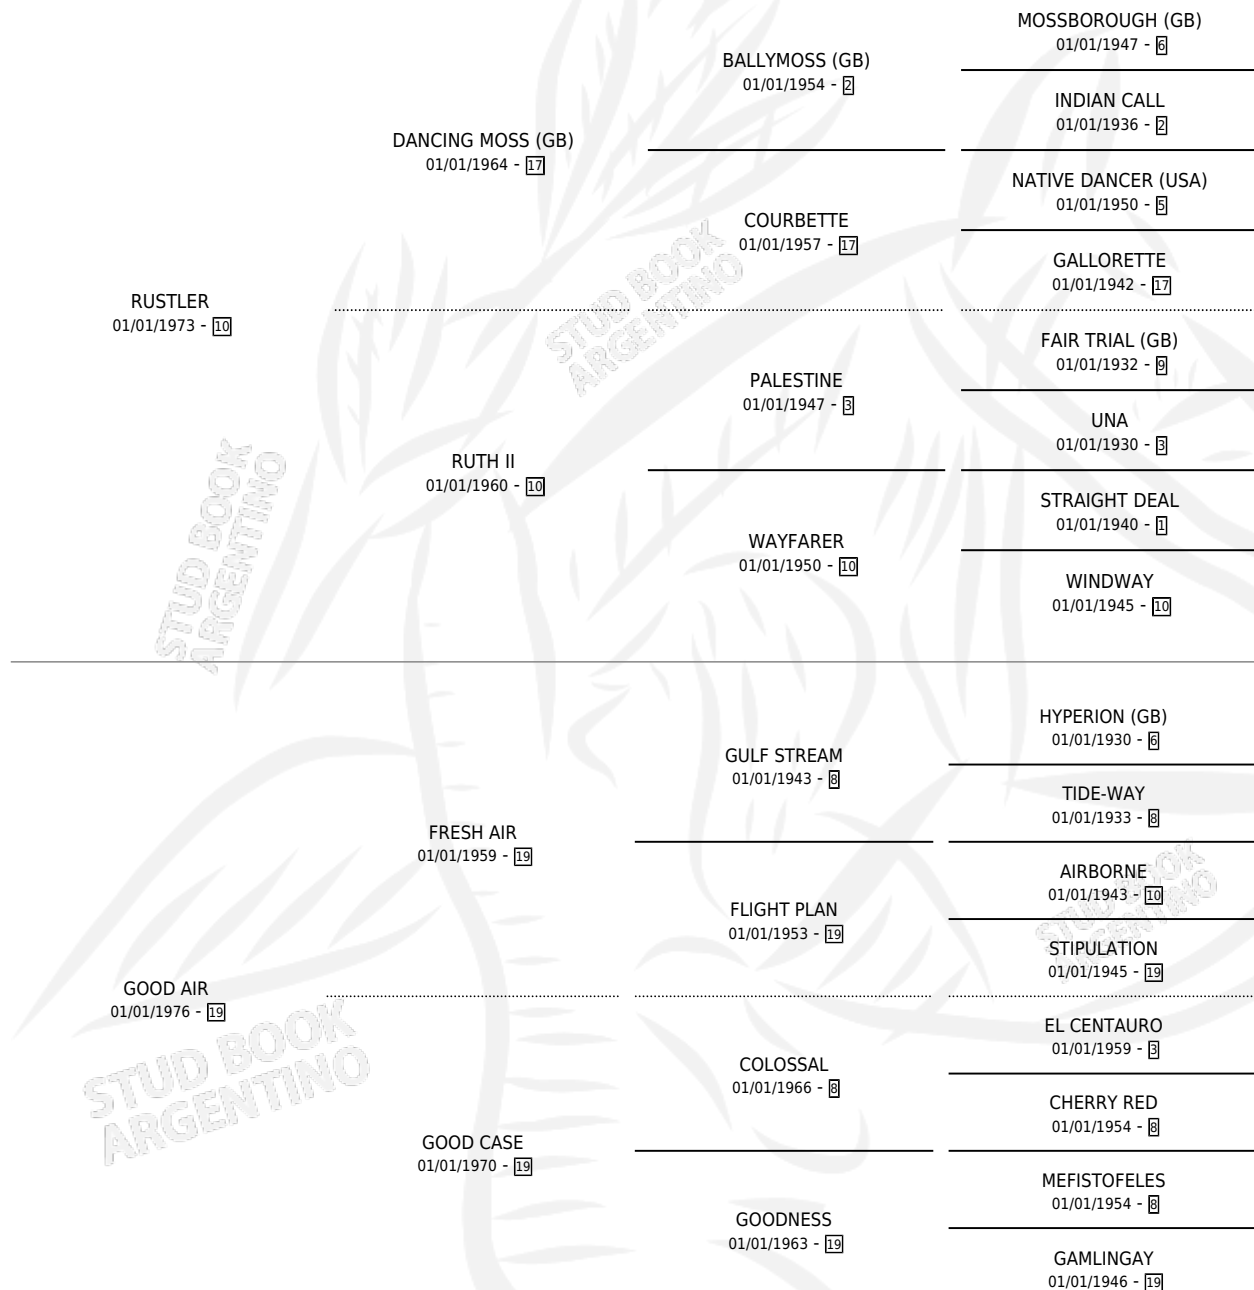 MOSSBOROUGH (GB)
01/01/1947 - 6
BALLYMOSS (GB)
01/01/1954 - 2
INDIAN CALL
01/01/1936 - 2
DANCING MOSS (GB)
01/01/1964 - 17
NATIVE DANCER (USA)
01/01/1950 - 5
COURBETTE
01/01/1957 - 17
GALLORETTE
01/01/1942 - 17
RUSTLER
01/01/1973 - 10
FAIR TRIAL (GB)
01/01/1932 - 9
PALESTINE
01/01/1947 - 3
UNA
01/01/1930 - 3
RUTH II
01/01/1960 - 10
STRAIGHT DEAL
01/01/1940 - 1
WAYFARER
01/01/1950 - 10
WINDWAY
01/01/1945 - 10
HYPERION (GB)
01/01/1930 - 6
GULF STREAM
01/01/1943 - 8
TIDE-WAY
01/01/1933 - 8
FRESH AIR
01/01/1959 - 19
AIRBORNE
01/01/1943 - 10
FLIGHT PLAN
01/01/1953 - 19
STIPULATION
01/01/1945 - 19
GOOD AIR
01/01/1976 - 19
EL CENTAURO
01/01/1959 - 3
COLOSSAL
01/01/1966 - 8
CHERRY RED
01/01/1954 - 8
GOOD CASE
01/01/1970 - 19
MEFISTOFELES
01/01/1954 - 8
GOODNESS
01/01/1963 - 19
GAMLINGAY
01/01/1946 - 19
STUD BOOK
ARGENTINO
STUD BOOK
ARGENTINO
STUD BOOK
ARGENTINO
STUD BOOK
ARGENTINO